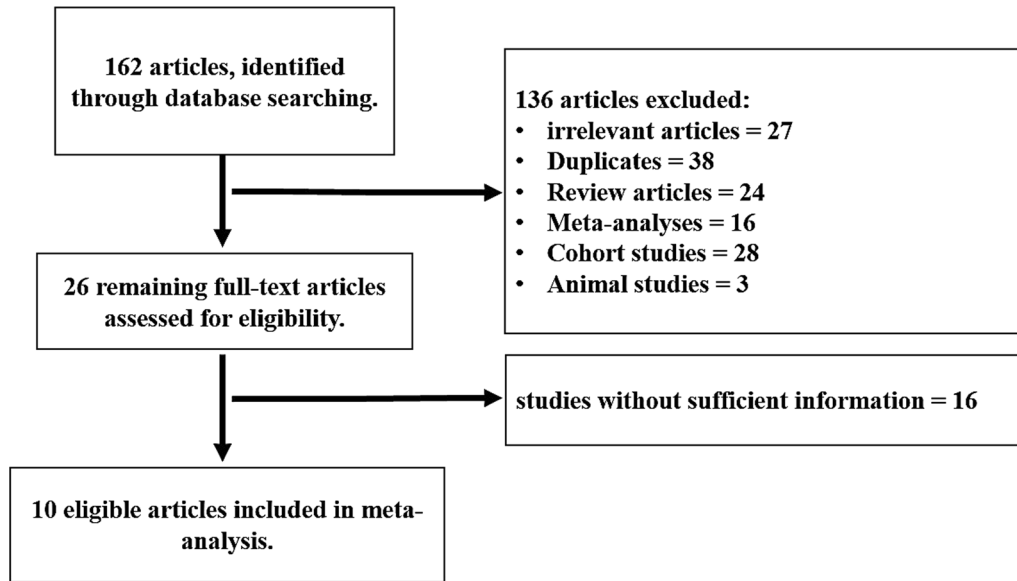 162 articles, identified
through database searching.
136 articles excluded:
• irrelevant articles = 27
• Duplicates = 38
• Review articles = 24
• Meta-analyses = 16
• Cohort studies = 28
• Animal studies = 3
26 remaining full-text articles
assessed for eligibility.
studies without sufficient information = 16
10 eligible articles included in meta-
analysis.